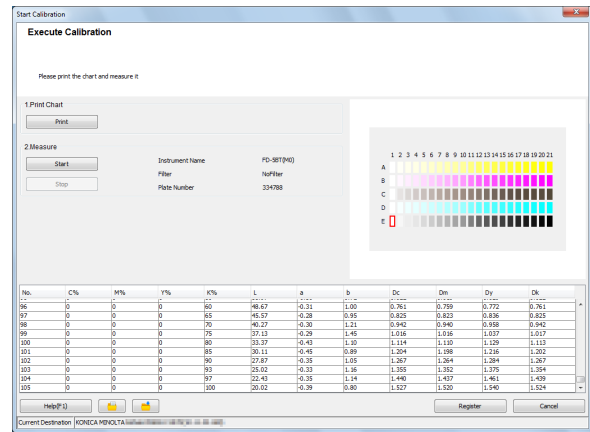 Start Calibration
Execute Calibration
Please print the chart and measure it
1.Print Chart
Print
2.Measure
Start
Stop
Instrument Name FD-5BT(M0)
Filter NoFilter
Plate Number 334788
1 2 3 4 5 6 7 8 9 10 11 12 13 14 15 16 17 18 19 20 21
A
B
C
D
E
No. C% M% Y% K% L a b Dc Dm Dy Dk
96 0 0 0 60 48.67 -0.31 1.00 0.761 0.759 0.772 0.761
97 0 0 0 65 45.57 -0.28 0.95 0.825 0.823 0.836 0.825
98 0 0 0 70 40.27 -0.30 1.21 0.942 0.940 0.958 0.942
99 0 0 0 75 37.13 -0.29 1.45 1.016 1.016 1.037 1.017
100 0 0 0 80 33.37 -0.43 1.10 1.114 1.110 1.129 1.113
101 0 0 0 85 30.11 -0.45 0.89 1.204 1.198 1.216 1.202
102 0 0 0 90 27.87 -0.35 1.05 1.267 1.264 1.284 1.267
103 0 0 0 93 25.02 -0.33 1.16 1.355 1.352 1.375 1.354
104 0 0 0 97 22.43 -0.35 1.14 1.440 1.437 1.461 1.439
105 0 0 0 100 20.02 -0.39 0.80 1.527 1.520 1.540 1.524
Help(F1)
Register
Cancel
Current Destination KONICA MINOLTA